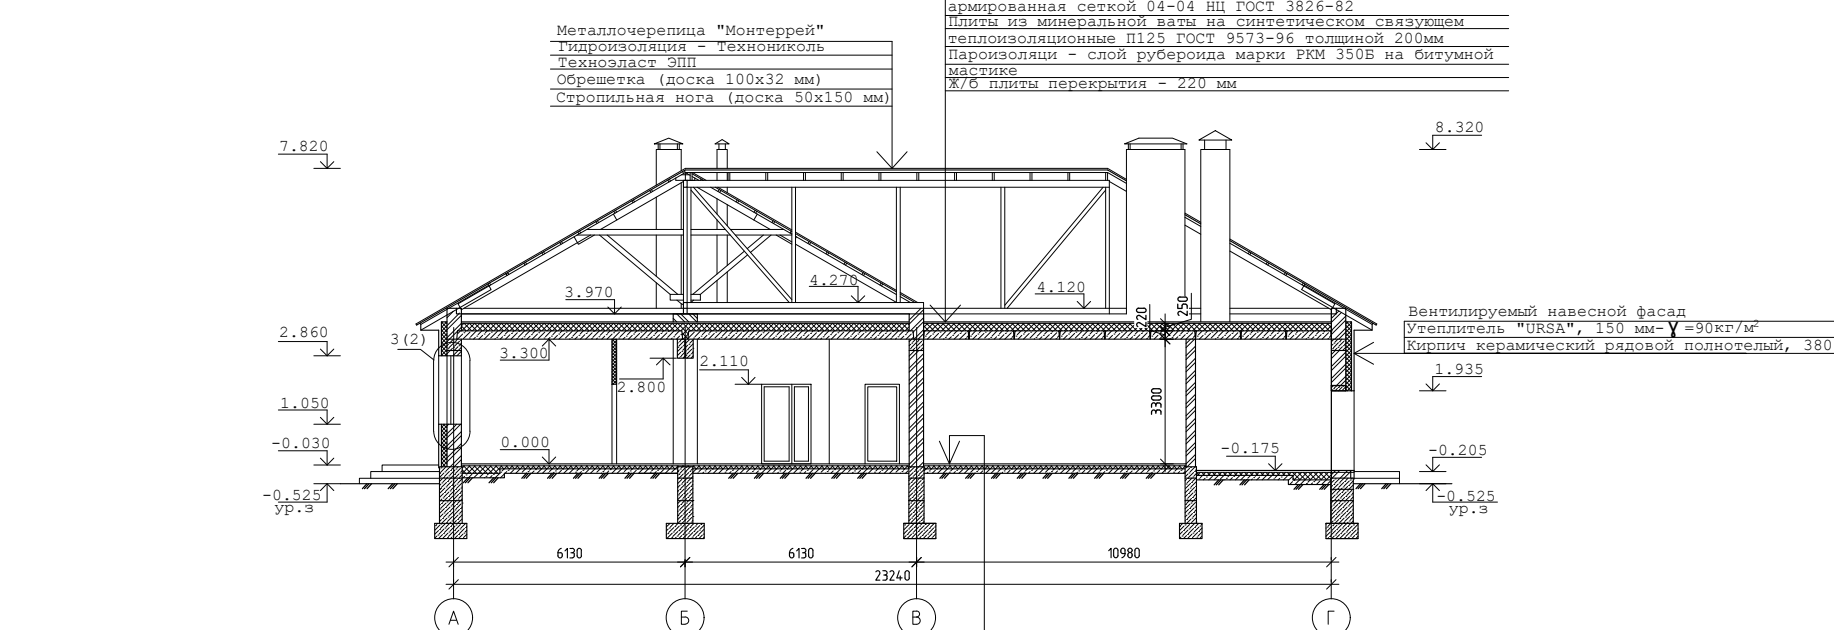 армированная сеткой 04-04 НЦ ГОСТ 3826-82
Плиты из минеральной ваты на синтетическом связующем
теплоизоляционные П125 ГОСТ 9573-96 толщиной 200мм
Пароизоляци - слой рубероида марки РКМ 350Б на битумной
мастике
Ж/б плиты перекрытия - 220 мм
Металлочерепица "Монтеррей"
Гидроизоляция - Технониколь
Техноэласт ЭПП
Обрешетка (доска 100х32 мм)
Стропильная нога (доска 50х150 мм)
7.820
8.320
4.270
4.120
3.970
220
250
Вентилируемый навесной фасад
Утеплитель "URSA", 150 мм-γ=90кг/м²
Кирпич керамический рядовой полнотелый, 380
2.860
3(2)
3.300
2.800
2.110
1.935
3300
1.050
-0.030
0.000
-0.175
-0.205
-0.525
ур.з
-0.525
ур.з
6130
6130
10980
23240
А
Б
В
Г